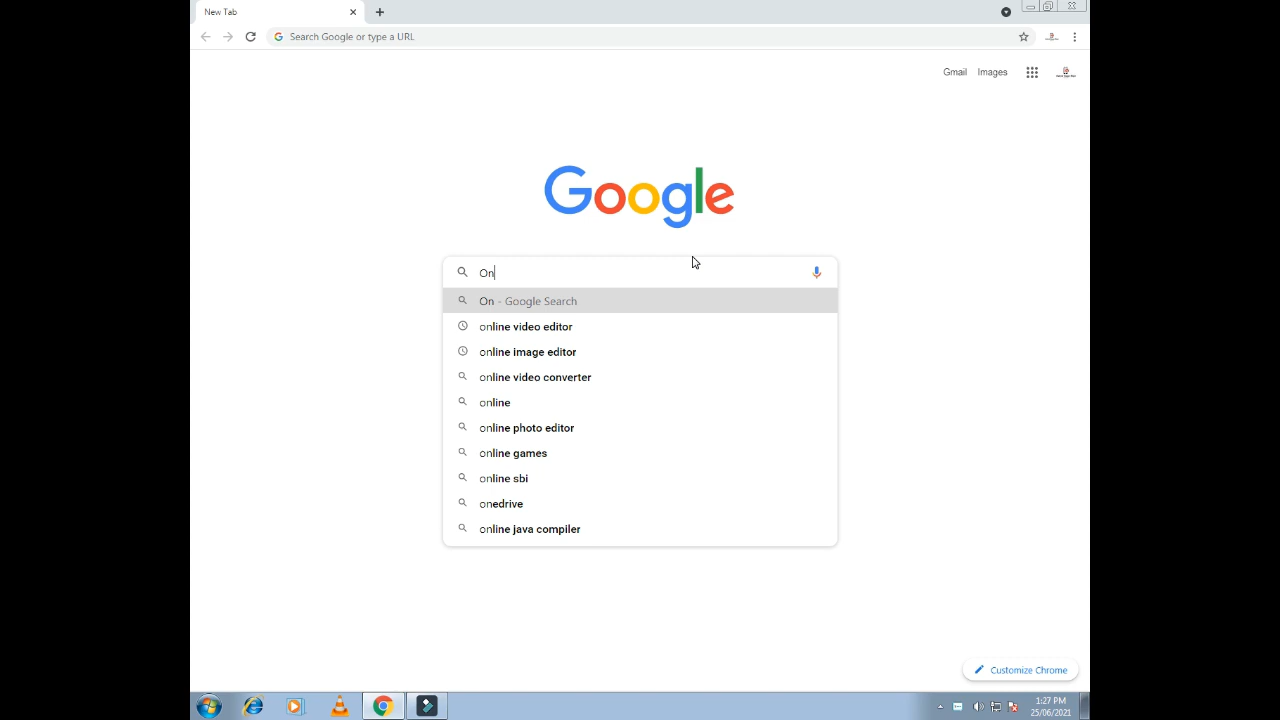 New Tab
Search Google or type a URL
Gmail Images
Google
On
On - Google Search
online video editor
online image editor
online video converter
online
online photo editor
online games
online sbi
onedrive
online java compiler
Customize Chrome
1:27 PM
25/06/2021